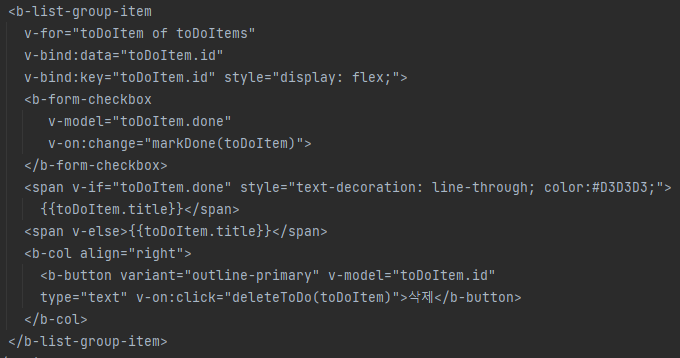 <b-list-group-item
v-for="toDoItem of toDoItems"
v-bind:data="toDoItem.id"
v-bind:key="toDoItem.id" style="display: flex;">
<b-form-checkbox
v-model="toDoItem.done"
v-on:change="markDone(toDoItem)">
</b-form-checkbox>
<span v-if="toDoItem.done" style="text-decoration: line-through; color:#D3D3D3;">
{{toDoItem.title}}</span>
<span v-else>{{toDoItem.title}}</span>
<b-col align="right">
<b-button variant="outline-primary" v-model="toDoItem.id"
type="text" v-on:click="deleteToDo(toDoItem)">삭제</b-button>
</b-col>
</b-list-group-item>